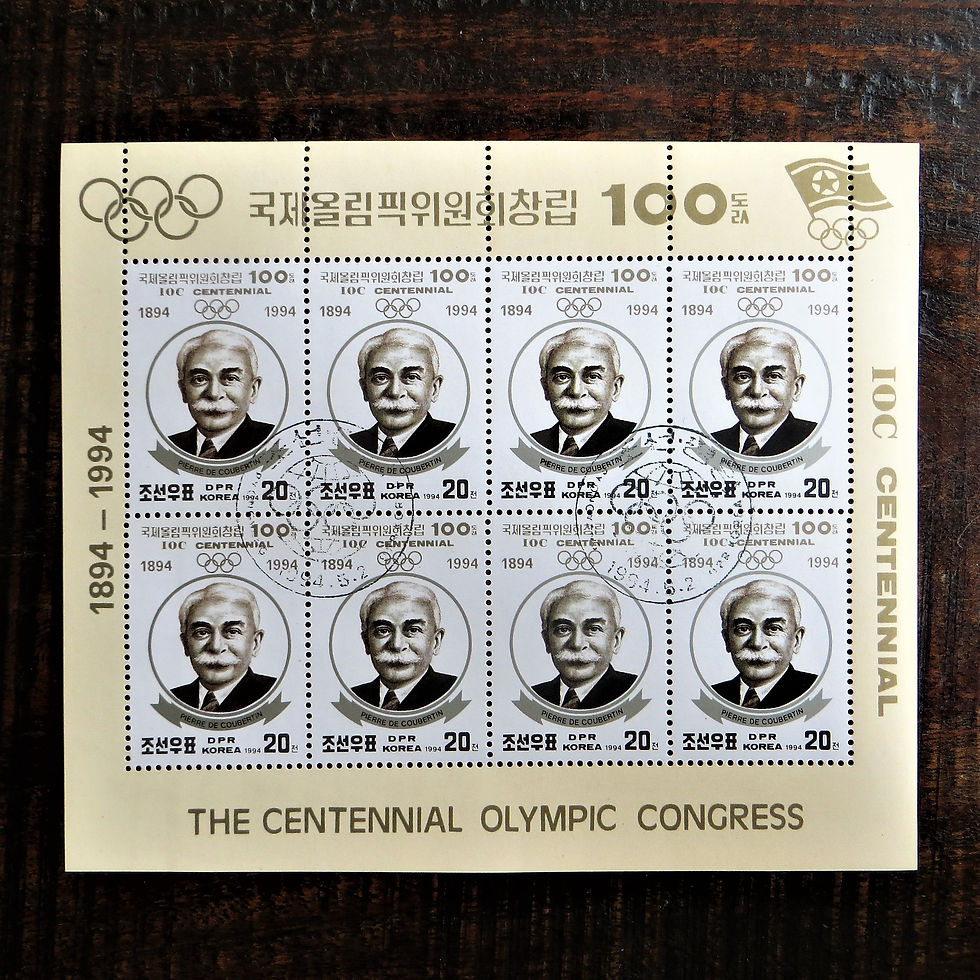 국제올림픽위원회창립 100돐
1894 – 1994
IOC CENTENNIAL
국제올림픽위원회창립 100돐
IOC CENTENNIAL
1894 1994
PIERRE DE COUBERTIN
조선우표 DPR KOREA 1994 20전
국제올림픽위원회창립 100돐
IOC CENTENNIAL
1894 1994
PIERRE DE COUBERTIN
조선우표 DPR KOREA 1994 20전
국제올림픽위원회창립 100돐
IOC CENTENNIAL
1894 1994
PIERRE DE COUBERTIN
조선우표 DPR KOREA 1994 20전
국제올림픽위원회창립 100돐
IOC CENTENNIAL
1894 1994
PIERRE DE COUBERTIN
조선우표 DPR KOREA 1994 20전
국제올림픽위원회창립 100돐
IOC CENTENNIAL
1894 1994
PIERRE DE COUBERTIN
조선우표 DPR KOREA 1994 20전
국제올림픽위원회창립 100돐
IOC CENTENNIAL
1894 1994
PIERRE DE COUBERTIN
조선우표 DPR KOREA 1994 20전
국제올림픽위원회창립 100돐
IOC CENTENNIAL
1894 1994
PIERRE DE COUBERTIN
조선우표 DPR KOREA 1994 20전
국제올림픽위원회창립 100돐
IOC CENTENNIAL
1894 1994
PIERRE DE COUBERTIN
조선우표 DPR KOREA 1994 20전
1994.5.2
1994.5.2
THE CENTENNIAL OLYMPIC CONGRESS